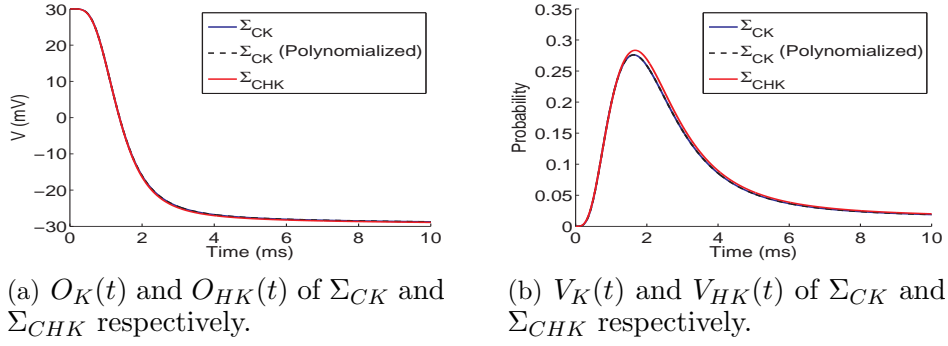 30
20
10
0
−10
−20
−30
V (mV)
0 2 4 6 8 10
Time (ms)
Σ_CK
Σ_CK (Polynomialized)
Σ_CHK
(a) O_K(t) and O_HK(t) of Σ_CK and
Σ_CHK respectively.
0.35
0.3
0.25
0.2
0.15
0.1
0.05
0
Probability
0 2 4 6 8 10
Time (ms)
Σ_CK
Σ_CK (Polynomialized)
Σ_CHK
(b) V_K(t) and V_HK(t) of Σ_CK and
Σ_CHK respectively.